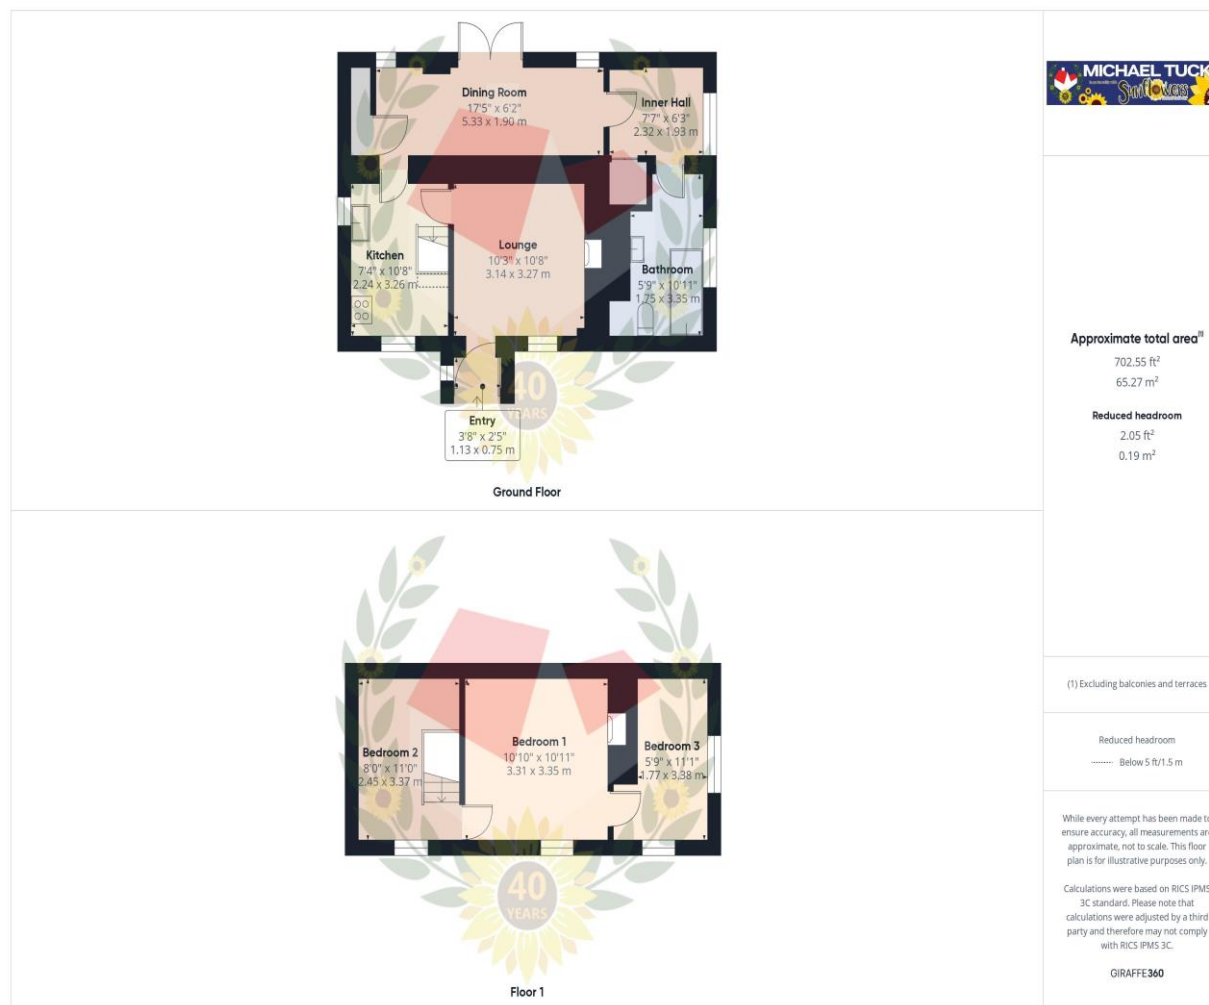 Dining Room
17'5" x 6'2"
5.33 x 1.90 m
Inner Hall
7'7" x 6'3"
2.32 x 1.93 m
Kitchen
7'4" x 10'8"
2.24 x 3.26 m
Lounge
10'3" x 10'8"
3.14 x 3.27 m
Bathroom
5'9" x 10'11"
1.75 x 3.35 m
40
YEARS
Entry
3'8" x 2'5"
1.13 x 0.75 m
Ground Floor
Bedroom 2
8'0" x 11'0"
2.45 x 3.37 m
Bedroom 1
10'10" x 10'11"
3.31 x 3.35 m
Bedroom 3
5'9" x 11'1"
1.77 x 3.38 m
40
YEARS
Floor 1
MICHAEL TUCK
Sunflowers
Approximate total area(1)
702.55 ft²
65.27 m²
Reduced headroom
2.05 ft²
0.19 m²
(1) Excluding balconies and terraces
Reduced headroom
Below 5 ft/1.5 m
While every attempt has been made to
ensure accuracy, all measurements are
approximate, not to scale. This floor
plan is for illustrative purposes only.
Calculations were based on RICS IPMS
3C standard. Please note that
calculations were adjusted by a third
party and therefore may not comply
with RICS IPMS 3C.
GIRAFFE360